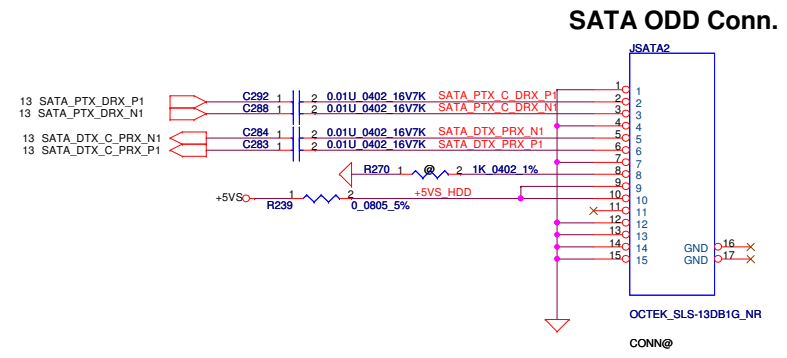 SATA ODD Conn.
JSATA2
13 SATA_PTX_DRX_P1 C292 1 2 0.01U_0402_16V7K SATA_PTX_C_DRX_P1
13 SATA_PTX_DRX_N1 C288 1 2 0.01U_0402_16V7K SATA_PTX_C_DRX_N1
13 SATA_DTX_C_PRX_N1 C284 1 2 0.01U_0402_16V7K SATA_DTX_PRX_N1
13 SATA_DTX_C_PRX_P1 C283 1 2 0.01U_0402_16V7K SATA_DTX_PRX_P1
R270 1 @ 2 1K_0402_1%
+5VS 1 2 +5VS_HDD
R239 0_0805_5%
1 1
2 2
3 3
4 4
5 5
6 6
7 7
8 8
9 9
10 10
11 11
12 12
13 13
14 14 GND 16
15 15 GND 17
OCTEK_SLS-13DB1G_NR
CONN@